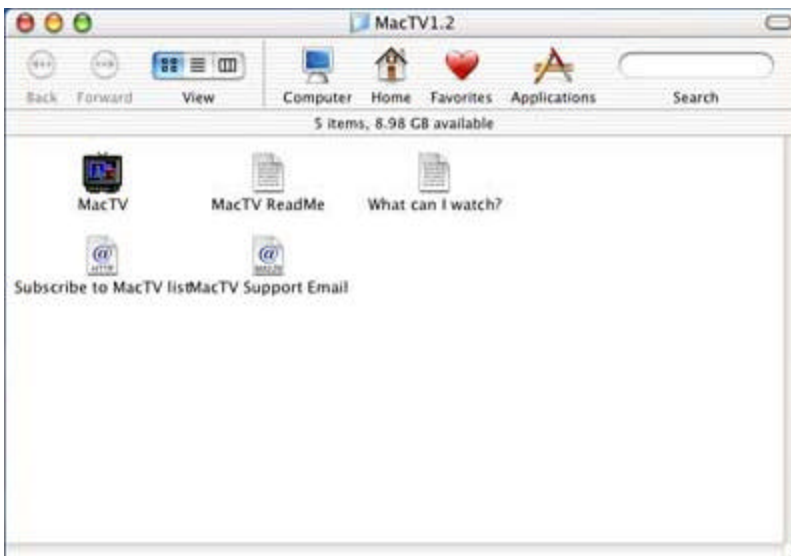 MacTV1.2
Back Forward View Computer Home Favorites Applications Search
5 items, 8.98 GB available
MacTV MacTV ReadMe What can I watch?
@ @
HTTP
Subscribe to MacTV list MacTV Support Email